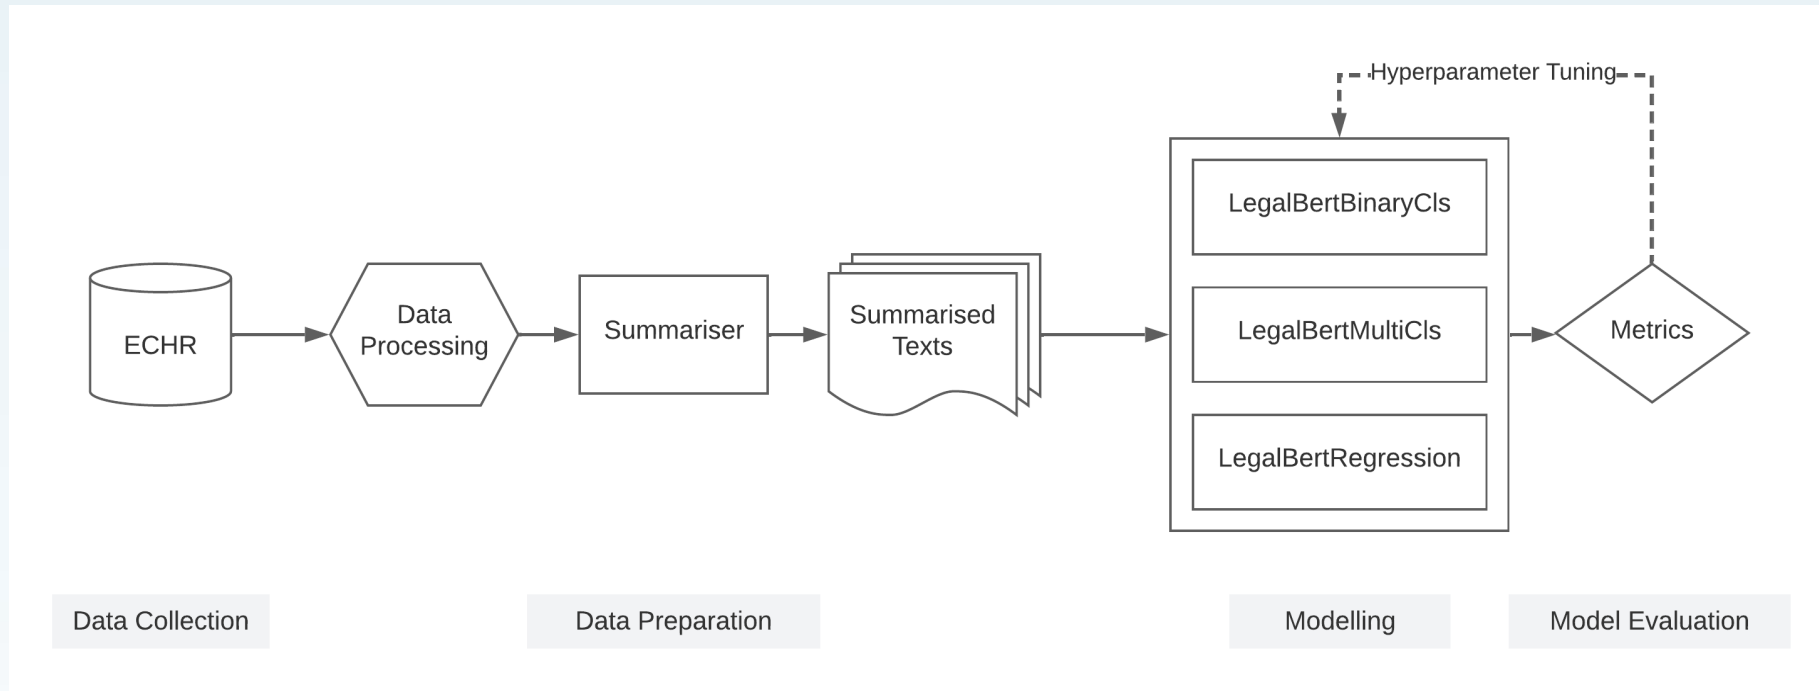 Hyperparameter Tuning
LegalBertBinaryCls
ECHR
Data
Processing
Summariser
Summarised
Texts
LegalBertMultiCls
Metrics
LegalBertRegression
Data Collection
Data Preparation
Modelling
Model Evaluation